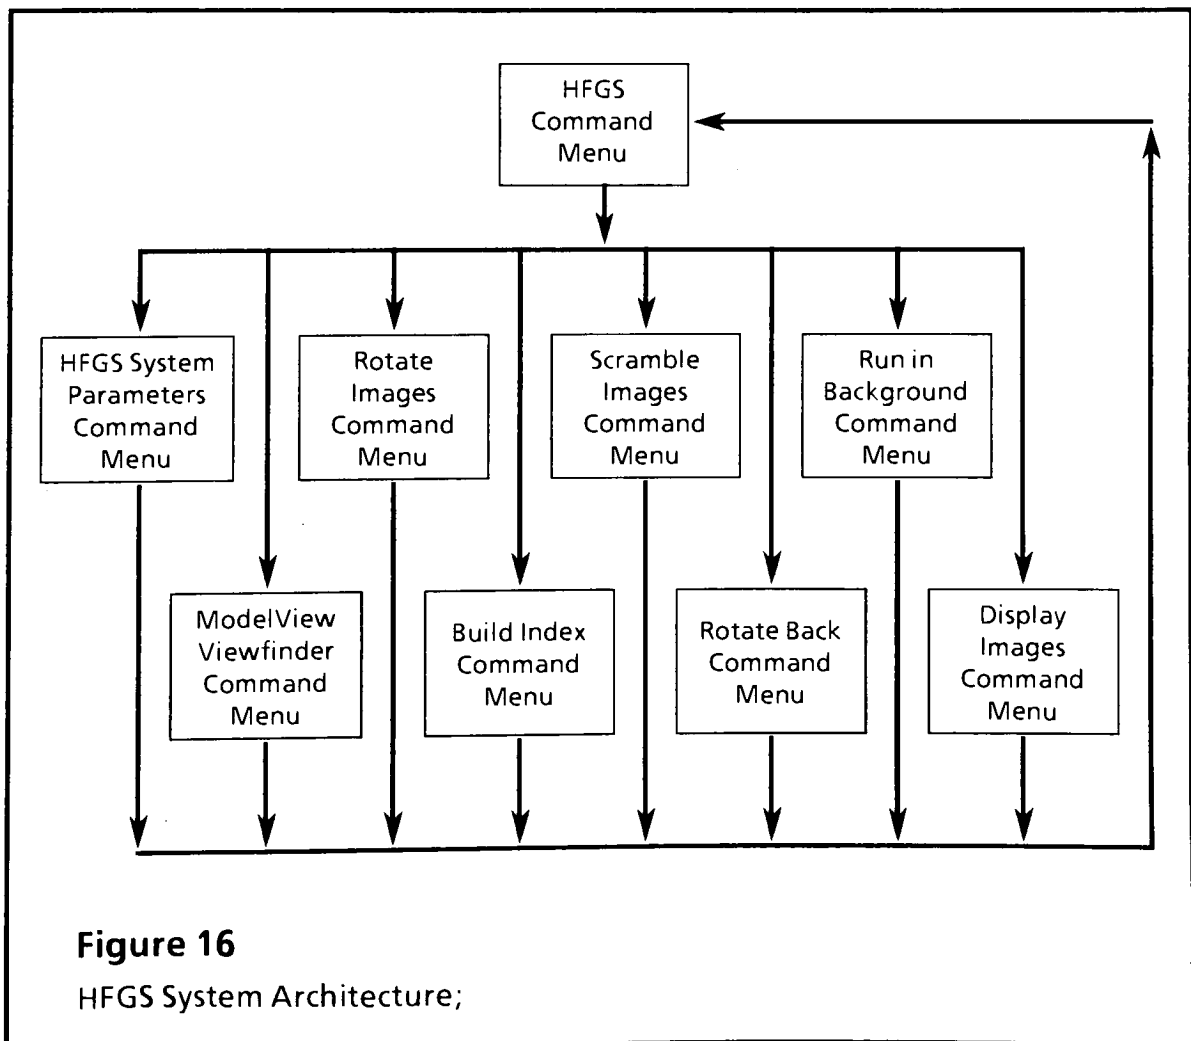 HFGS
Command
Menu
HFGS System
Parameters
Command
Menu
Rotate
Images
Command
Menu
Scramble
Images
Command
Menu
Run in
Background
Command
Menu
ModelView
Viewfinder
Command
Menu
Build Index
Command
Menu
Rotate Back
Command
Menu
Display
Images
Command
Menu
Figure 16
HFGS System Architecture;